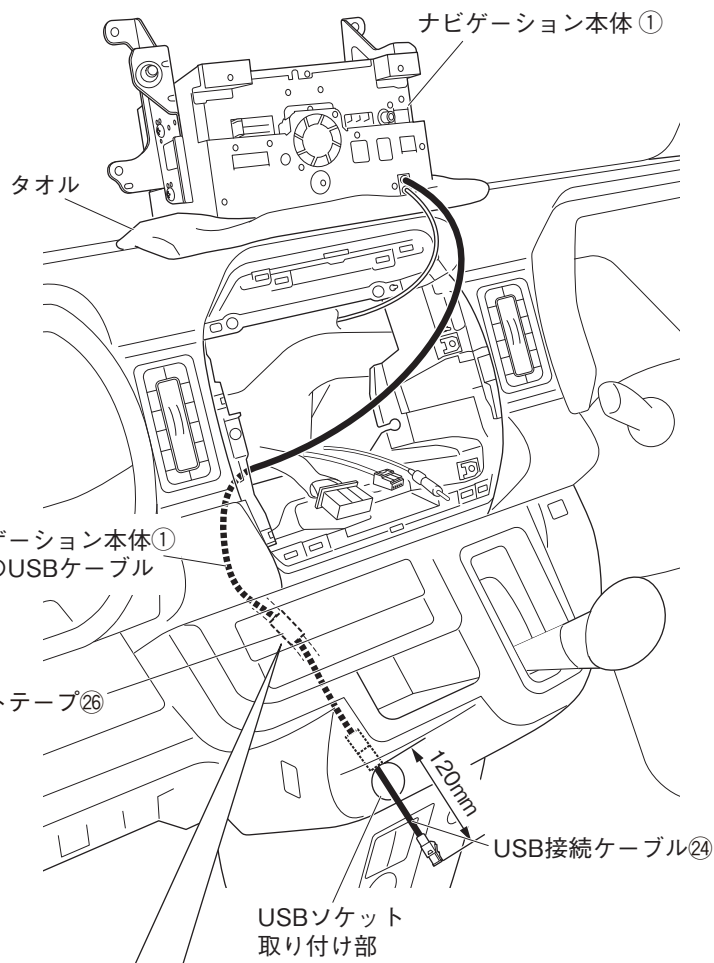 ナビゲーション本体①
タオル
ゲーション本体①
のUSBケーブル
トテープ㉖
120mm
USB接続ケーブル㉔
USBソケット
取り付け部